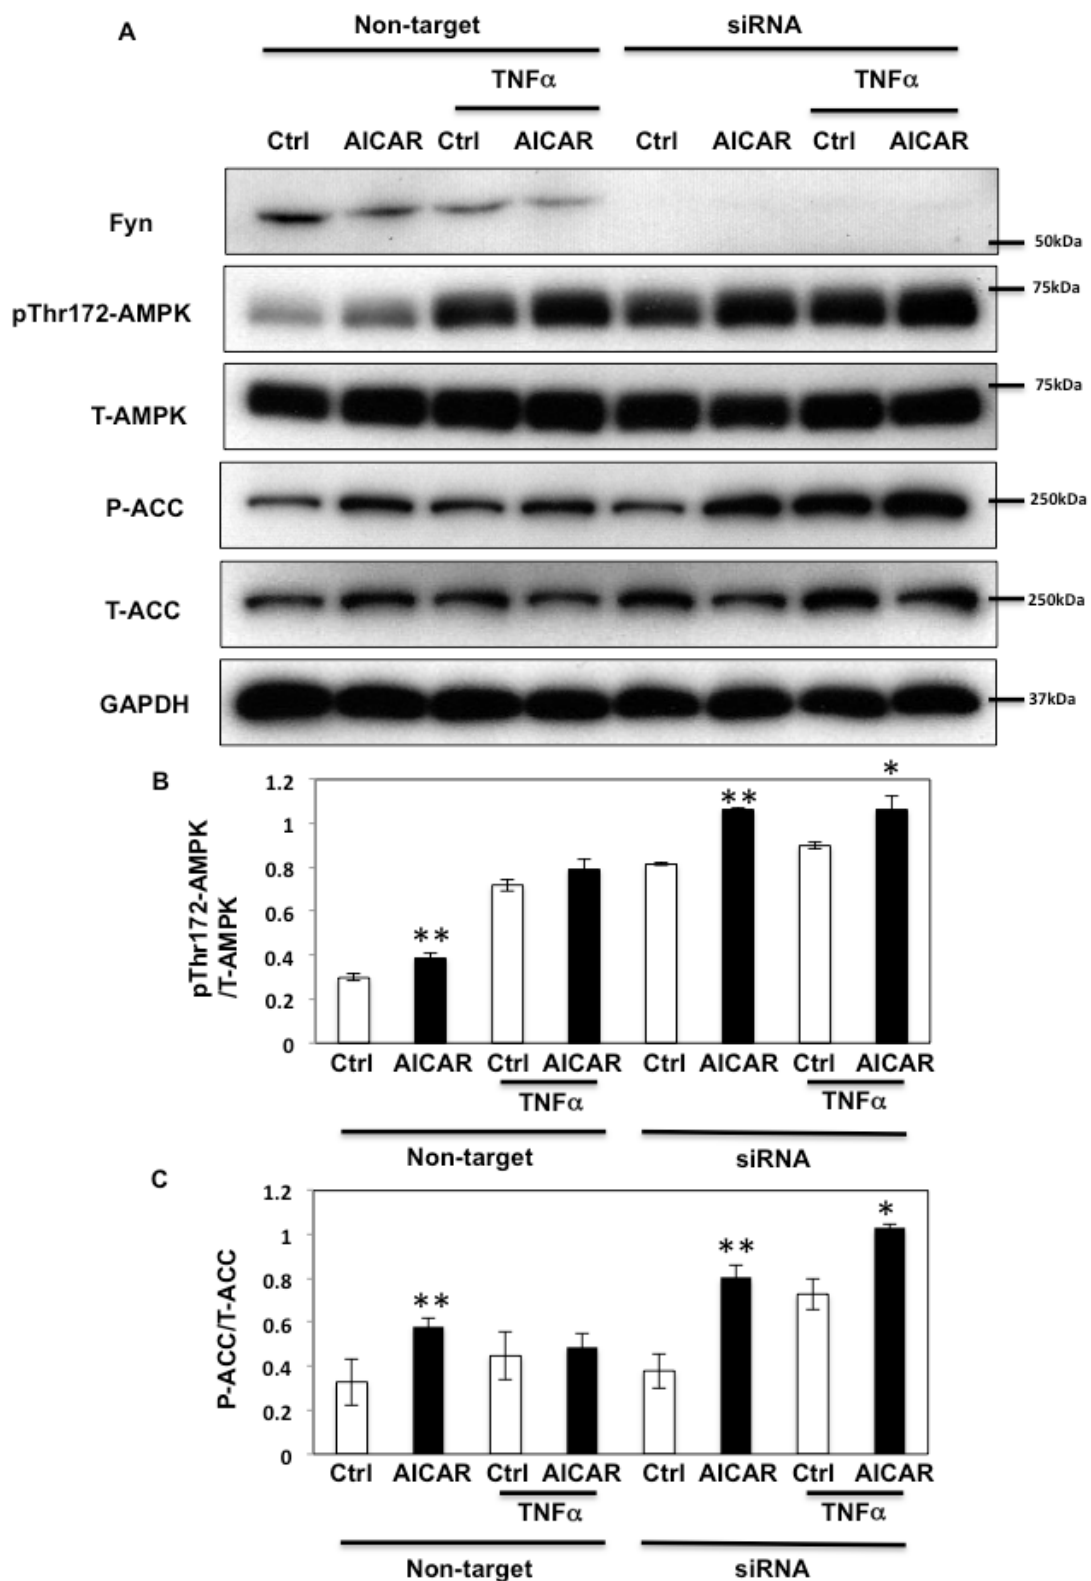 A
Non-target siRNA
TNFα TNFα
Ctrl AICAR Ctrl AICAR Ctrl AICAR Ctrl AICAR
Fyn
50kDa
pThr172-AMPK
75kDa
T-AMPK
75kDa
P-ACC
250kDa
T-ACC
250kDa
GAPDH
37kDa
B
pThr172-AMPK
/T-AMPK
1.2
1
0.8
0.6
0.4
0.2
0
** ** *
Ctrl AICAR Ctrl AICAR Ctrl AICAR Ctrl AICAR
TNFα TNFα
Non-target siRNA
C
P-ACC/T-ACC
1.2
1
0.8
0.6
0.4
0.2
0
** ** *
Ctrl AICAR Ctrl AICAR Ctrl AICAR Ctrl AICAR
TNFα TNFα
Non-target siRNA